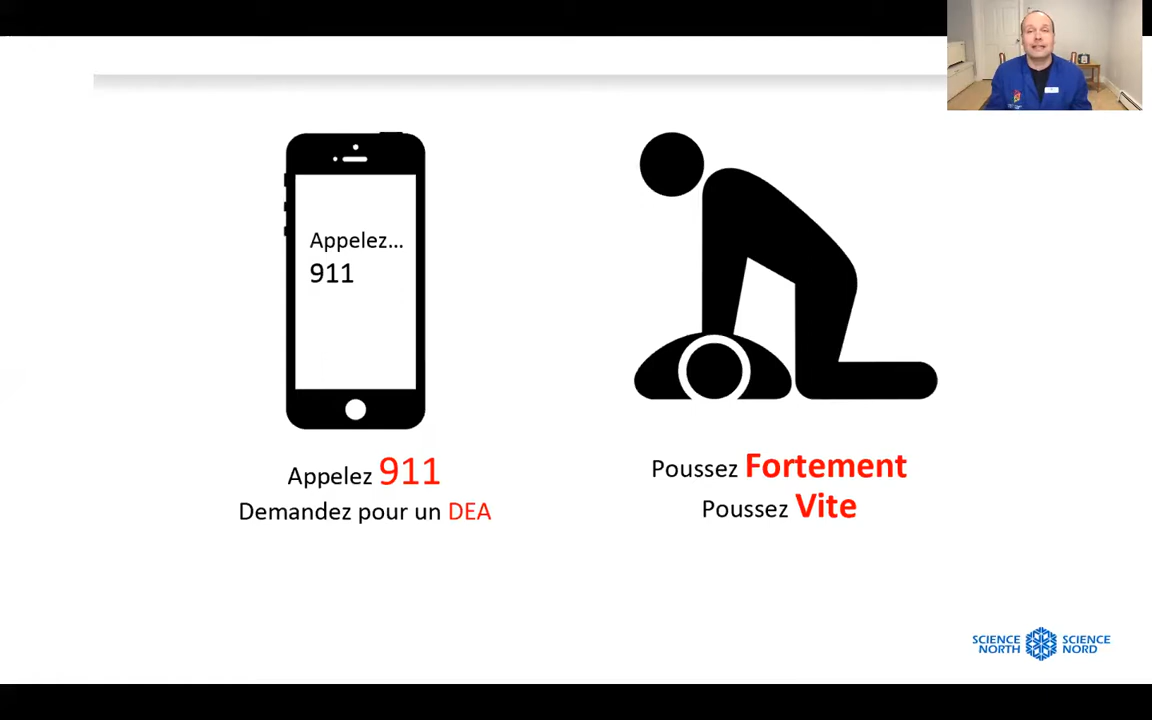 Appelez...
911
Appelez 911
Demandez pour un DEA
Poussez Fortement
Poussez Vite
SCIENCE NORTH
SCIENCE NORD